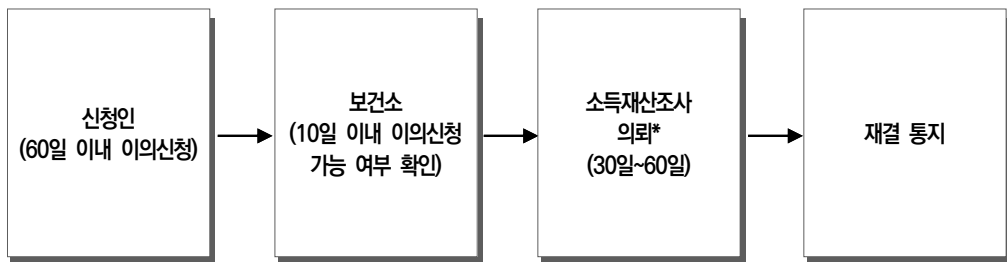 신청인
(60일 이내 이의신청)
보건소
(10일 이내 이의신청
가능 여부 확인)
소득재산조사
의뢰*
(30일~60일)
재결 통지